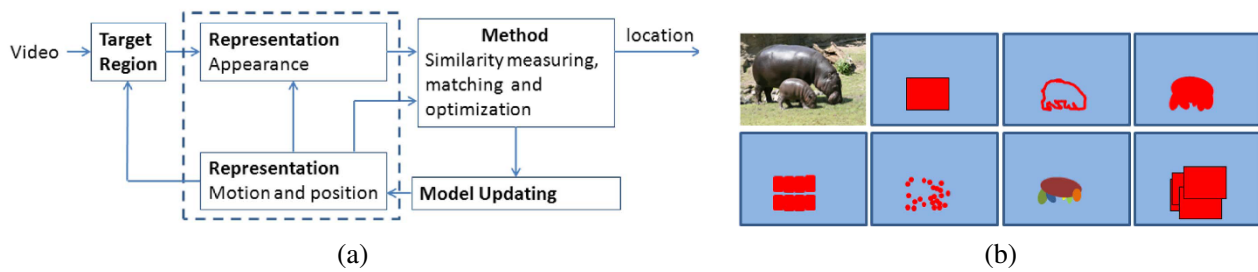 Video
Target
Region
Representation
Appearance
Method
Similarity measuring,
matching and
optimization
location
Representation
Motion and position
Model Updating
(a)
(b)